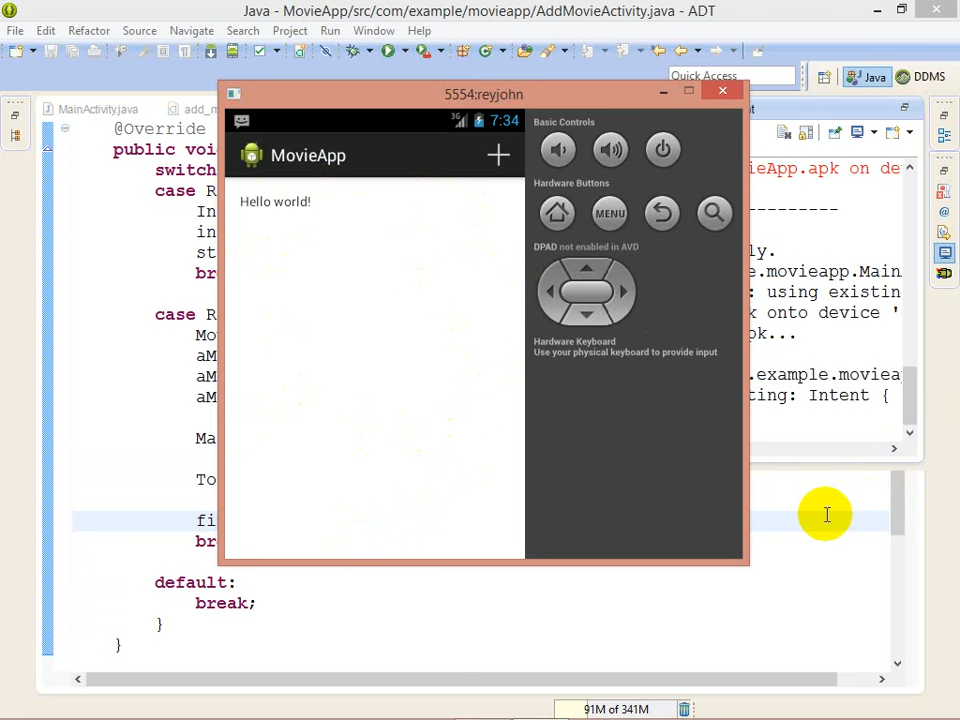 Java - MovieApp/src/com/example/movieapp/AddMovieActivity.java - ADT
File Edit Refactor Source Navigate Search Project Run Window Help
Quick Access
Java
DDMS
MainActivity.java
add_m
5554:reyjohn
7:34
3G
MovieApp
Hello world!
Basic Controls
Hardware Buttons
MENU
DPAD not enabled in AVD
Hardware Keyboard
Use your physical keyboard to provide input
@Override
public voi
switch
case R
In
in
st
br
case R
Mo
aM
aM
aM
Ma
To
fi
br
default:
break;
}
}
ieApp.apk on de
---------
ly.
e.movieapp.Main
: using existin
k onto device '
pk...
.example.movieap
ting: Intent {
91M of 341M